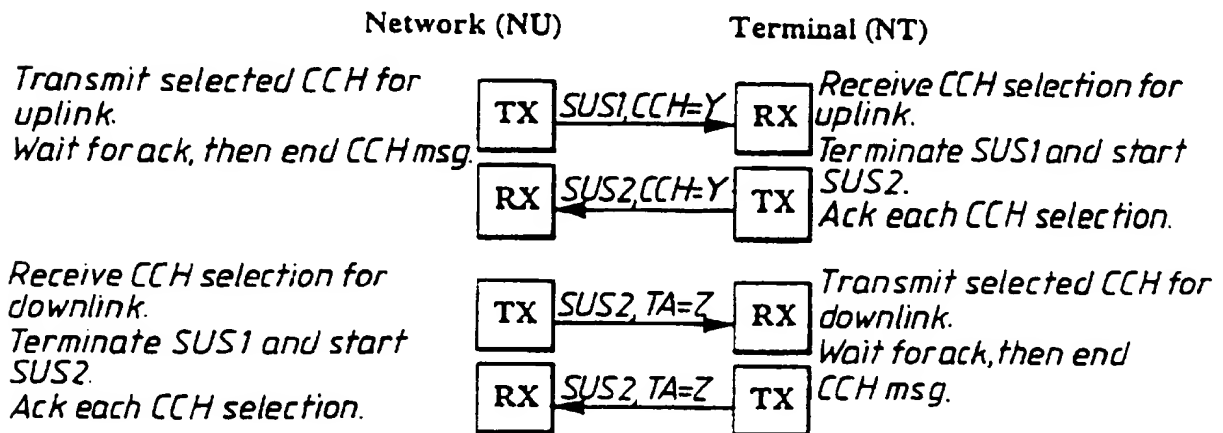 Network (NU)
Terminal (NT)
Transmit selected CCH for
uplink.
Wait for ack, then end CCH msg.
TX
SUS1, CCH=Y
RX
Receive CCH selection for
uplink.
Terminate SUS1 and start
SUS2.
Ack each CCH selection.
RX
SUS2, CCH=Y
TX
Receive CCH selection for
downlink.
Terminate SUS1 and start
SUS2.
Ack each CCH selection.
TX
SUS2, TA=Z
RX
Transmit selected CCH for
downlink.
Wait for ack, then end
CCH msg.
RX
SUS2, TA=Z
TX